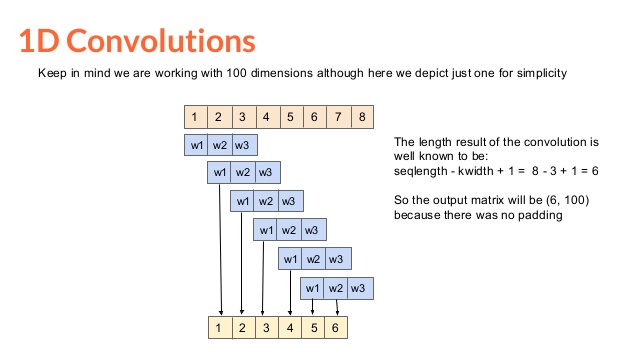 1D Convolutions
Keep in mind we are working with 100 dimensions although here we depict just one for simplicity
1 2 3 4 5 6 7 8
w1 w2 w3
w1 w2 w3
w1 w2 w3
w1 w2 w3
w1 w2 w3
w1 w2 w3
1 2 3 4 5 6
The length result of the convolution is
well known to be:
seqlength - kwidth + 1 = 8 - 3 + 1 = 6
So the output matrix will be (6, 100)
because there was no padding